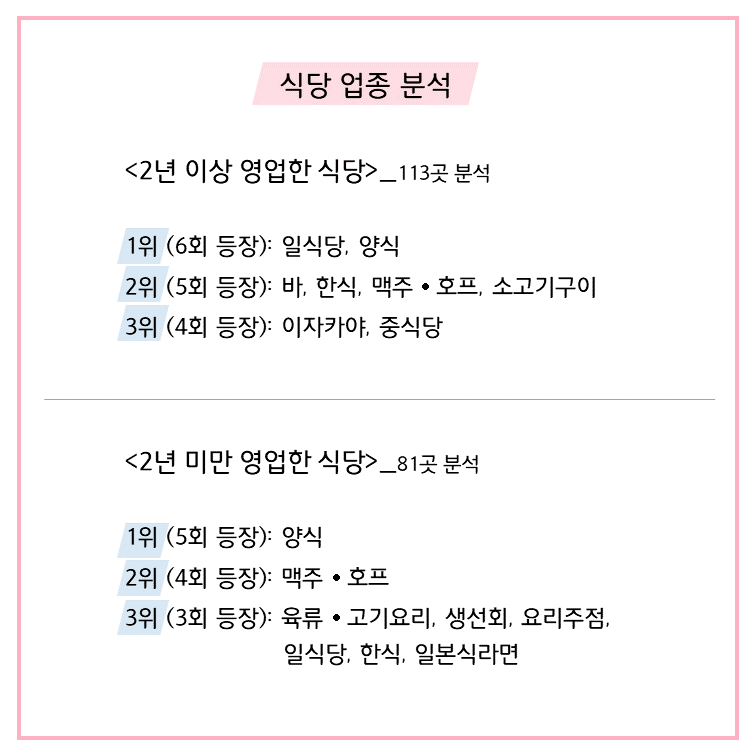 식당 업종 분석
<2년 이상 영업한 식당>_113곳 분석
1위 (6회 등장): 일식당, 양식
2위 (5회 등장): 바, 한식, 맥주 • 호프, 소고기구이
3위 (4회 등장): 이자카야, 중식당
<2년 미만 영업한 식당>_81곳 분석
1위 (5회 등장): 양식
2위 (4회 등장): 맥주 • 호프
3위 (3회 등장): 육류 • 고기요리, 생선회, 요리주점,
일식당, 한식, 일본식라면